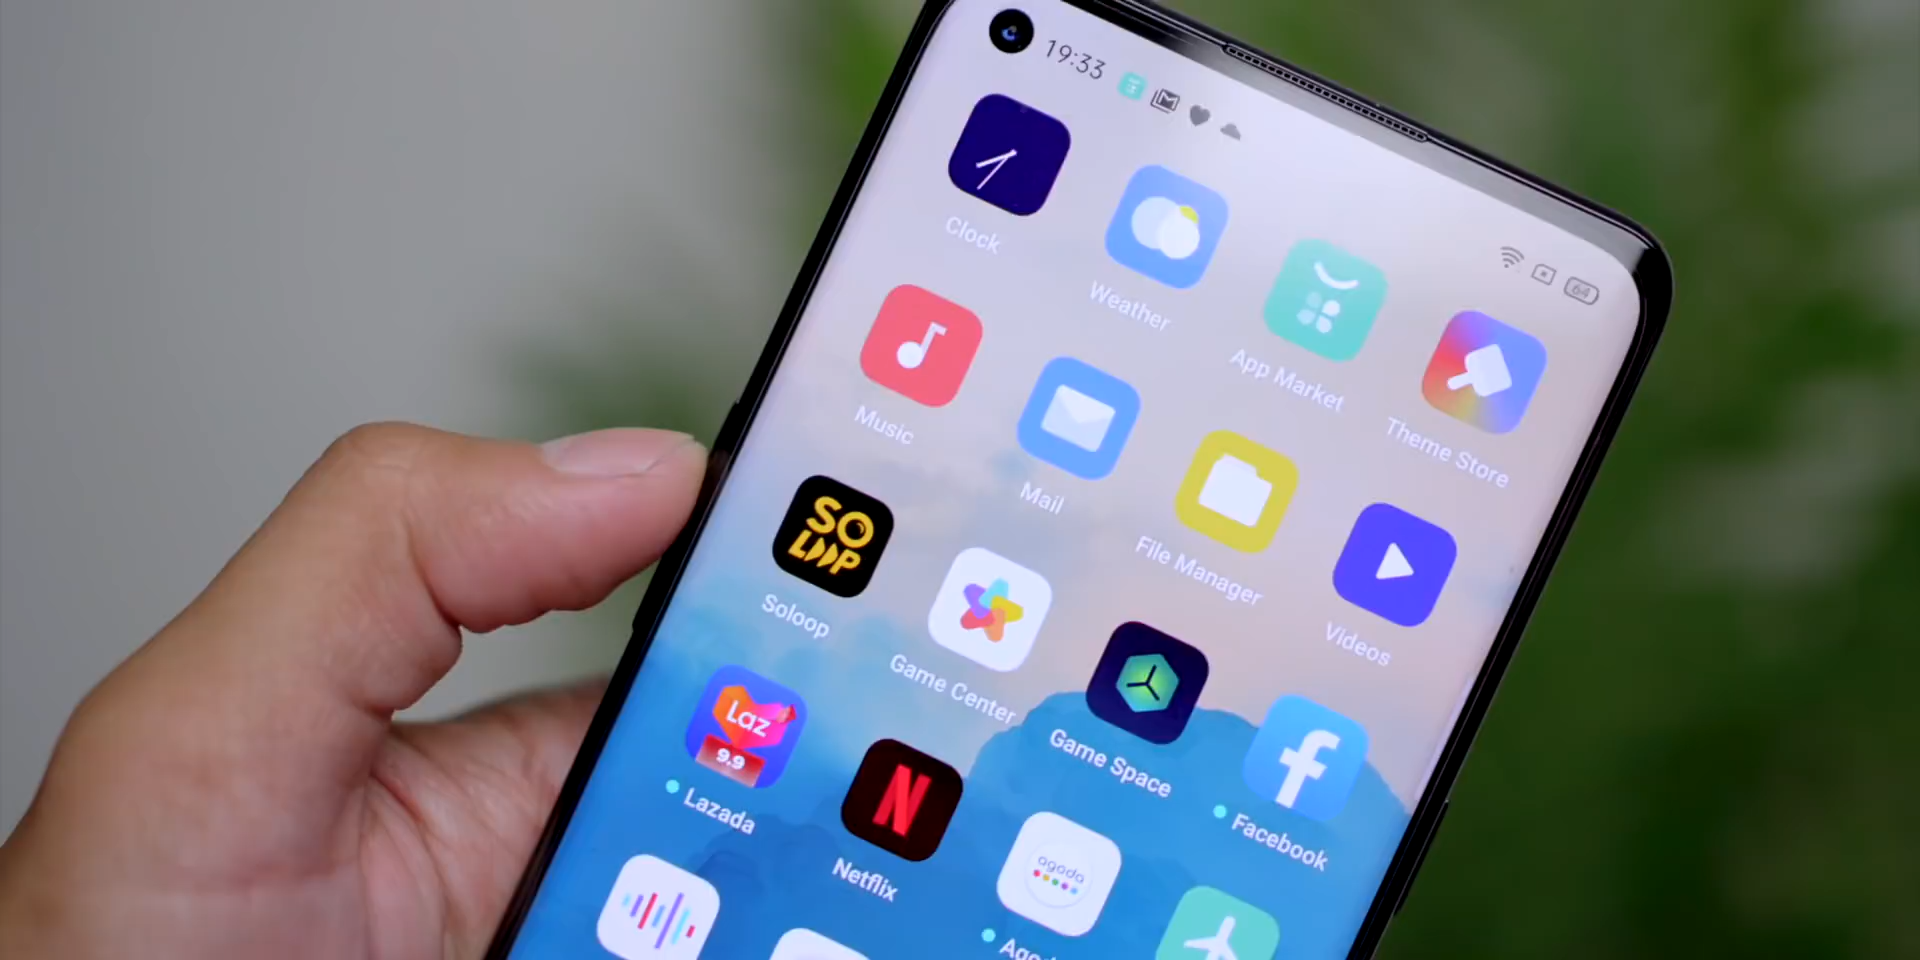 19:33
64
Clock
Weather
App Market
Theme Store
Music
Mail
File Manager
Videos
SO
LOOP
Soloop
Game Center
Game Space
Facebook
Laz
9.9
Lazada
N
Netflix
agoda